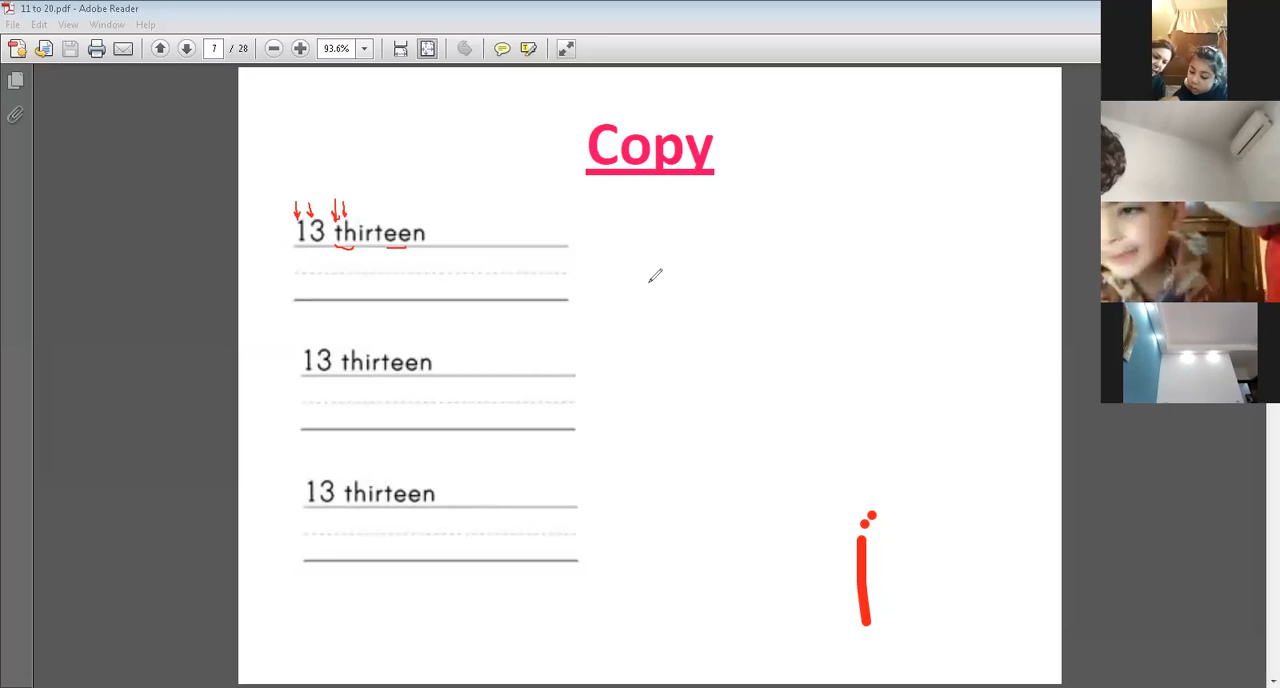 11 to 20.pdf - Adobe Reader
File Edit View Window Help
7 / 28 93.6%
Copy
13 thirteen
13 thirteen
13 thirteen
i